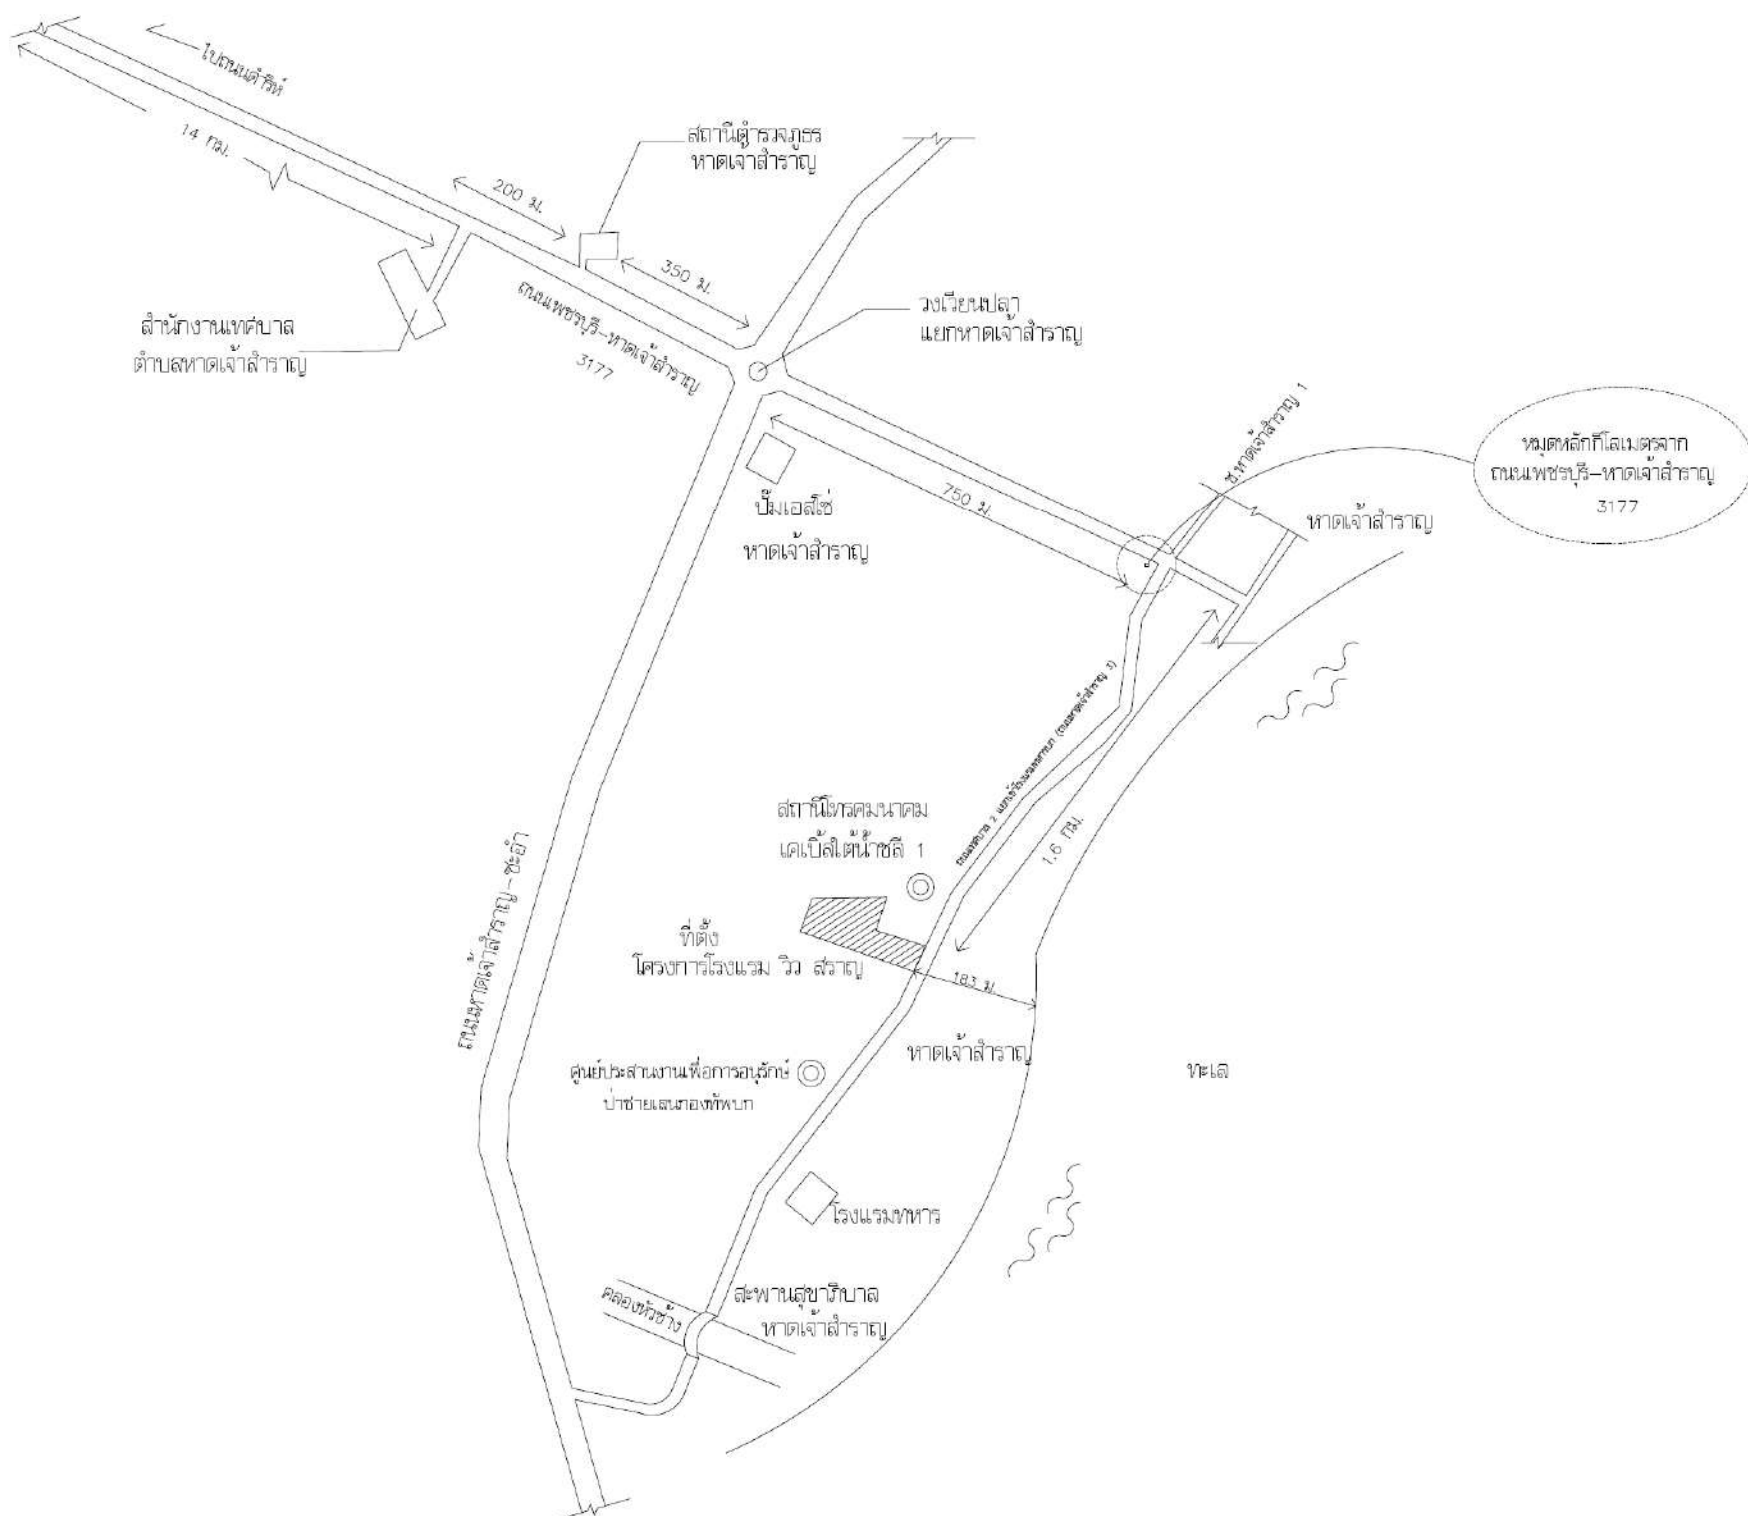 ไปถนนดำริห์
14 กม.
200 ม.
สถานีตำรวจภูธร
หาดเจ้าสำราญ
350 ม.
สำนักงานเทศบาล
ตำบลหาดเจ้าสำราญ
ถนนเพชรบุรี-หาดเจ้าสำราญ
3177
วงเวียนปลา
แยกหาดเจ้าสำราญ
ปั๊มเอสโซ่
หาดเจ้าสำราญ
750 ม.
ซ.หาดเจ้าสำราญ 1
หมุดหลักกิโลเมตรจาก
ถนนเพชรบุรี-หาดเจ้าสำราญ
3177
หาดเจ้าสำราญ
1.6 กม.
สถานีโทรคมนาคม
เคเบิ้ลใต้น้ำชลี 1
ที่ตั้ง
โครงการโรงแรม วิว สราญ
183 ม.
ถนนหาดเจ้าสำราญ-ชะอำ
หาดเจ้าสำราญ
ทะเล
ศูนย์ประสานงานเพื่อการอนุรักษ์
ป่าชายเลนกองทัพบก
โรงแรมทหาร
สะพานสุขาภิบาล
หาดเจ้าสำราญ
คลองหัวช้าง